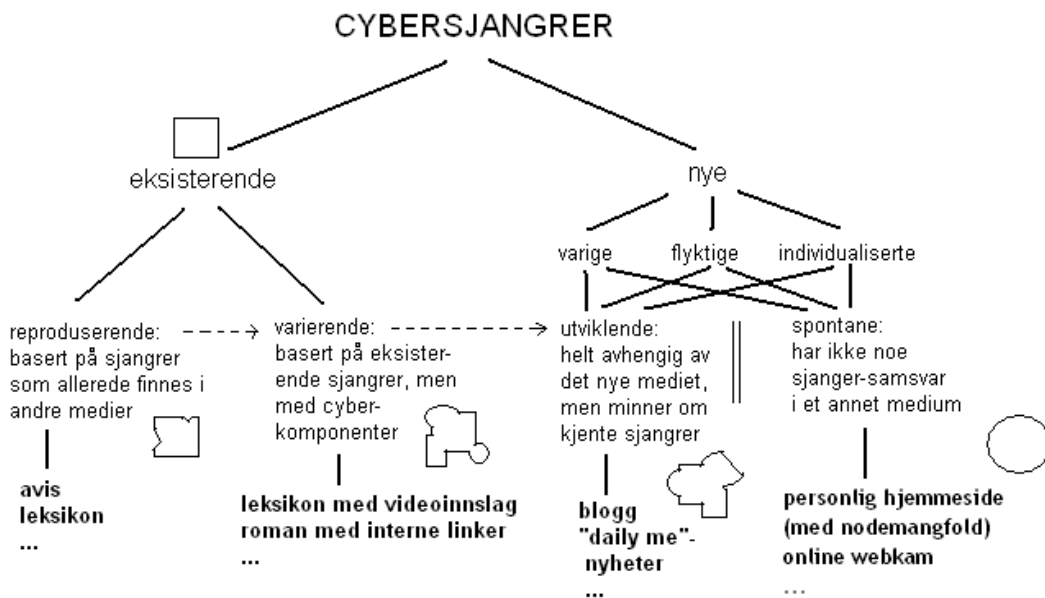 CYBERSJANGRER
eksisterende
nye
varige
flyktige
individualiserte
reproduserende:
basert på sjangrer
som allerede finnes i
andre medier
avis
leksikon
...
varierende:
basert på eksister-
ende sjangrer, men
med cyber-
komponenter
leksikon med videoinnslag
roman med interne linker
...
utviklende:
helt avhengig av
det nye mediet,
men minner om
kjente sjangrer
blogg
"daily me"-
nyheter
...
spontane:
har ikke noe
sjanger-samsvar
i et annet medium
personlig hjemmeside
(med nodemangfold)
online webkam
...